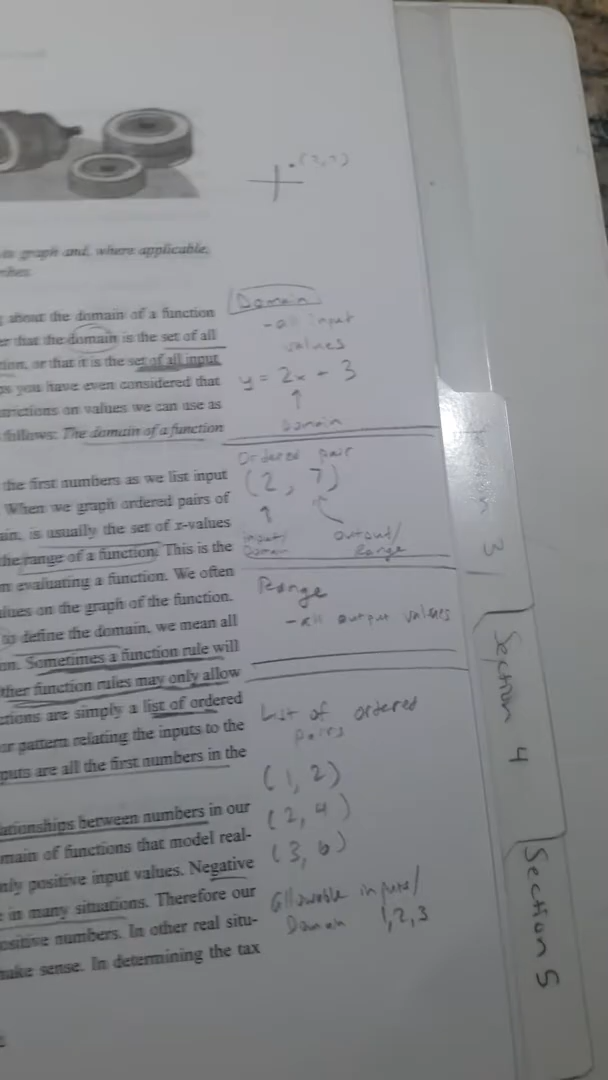 in graph and, where applicable,
about the domain of a function
er that the domain is the set of all
tion, or that it is the set of all input
ps you have even considered that
strictions on values we can use as
follows: The domain of a function
the first numbers as we list input
When we graph ordered pairs of
ain, is usually the set of x-values
the range of a function. This is the
n evaluating a function. We often
alues on the graph of the function.
to define the domain, we mean all
on. Sometimes a function rule will
ther function rules may only allow
ctions are simply a list of ordered
or pattern relating the inputs to the
puts are all the first numbers in the
ationships between numbers in our
main of functions that model real-
nly positive input values. Negative
e in many situations. Therefore our
ositive numbers. In other real situ-
make sense. In determining the tax
Domain
- all input
values
y = 2x + 3
Domain
Ordered pair
(2, 7)
input/
Domain
output/
Range
Range
- all output values
List of ordered
pairs
(1, 2)
(2, 4)
(3, 6)
Allowable inputs/
Domain 1,2,3
3
Section 4
Section 5